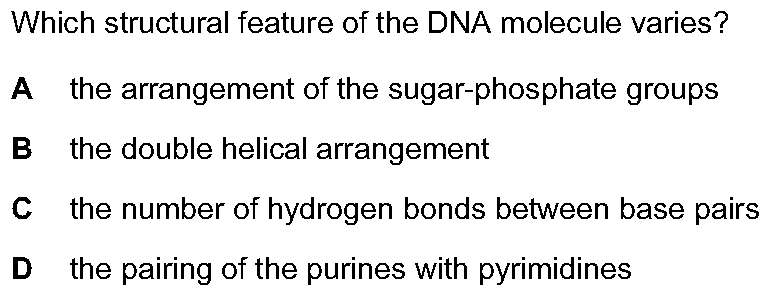 Which structural feature of the DNA molecule varies?
A the arrangement of the sugar-phosphate groups
B the double helical arrangement
C the number of hydrogen bonds between base pairs
D the pairing of the purines with pyrimidines